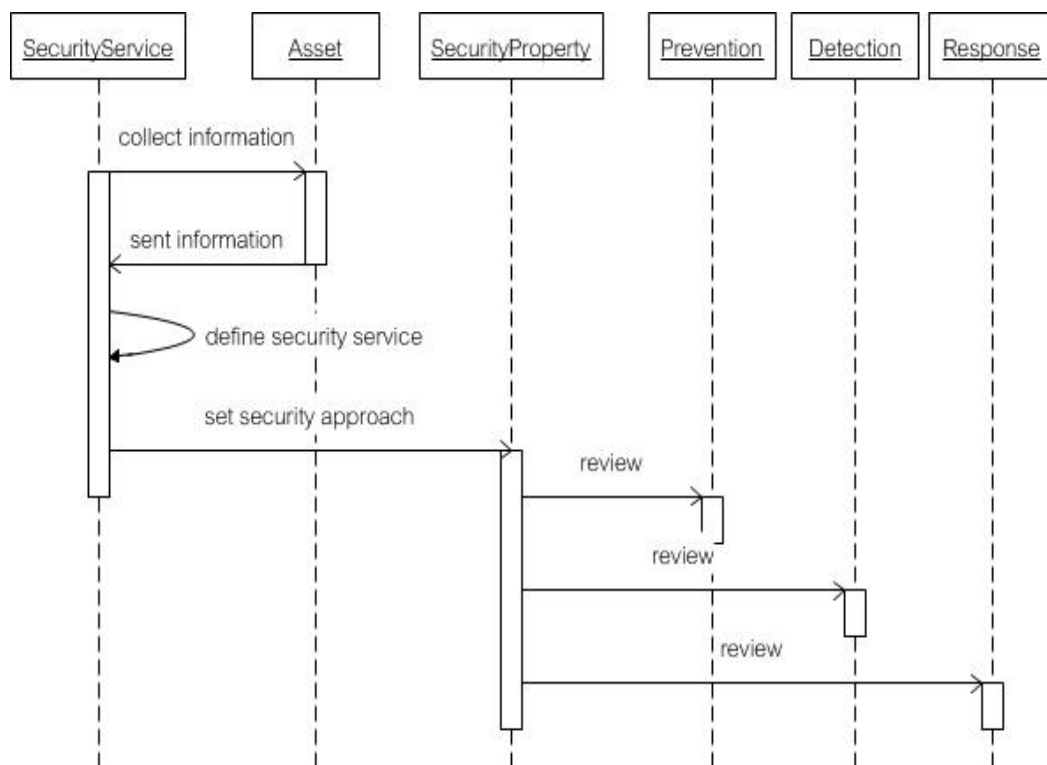 SecurityService
Asset
SecurityProperty
Prevention
Detection
Response
collect information
sent information
define security service
set security approach
review
review
review